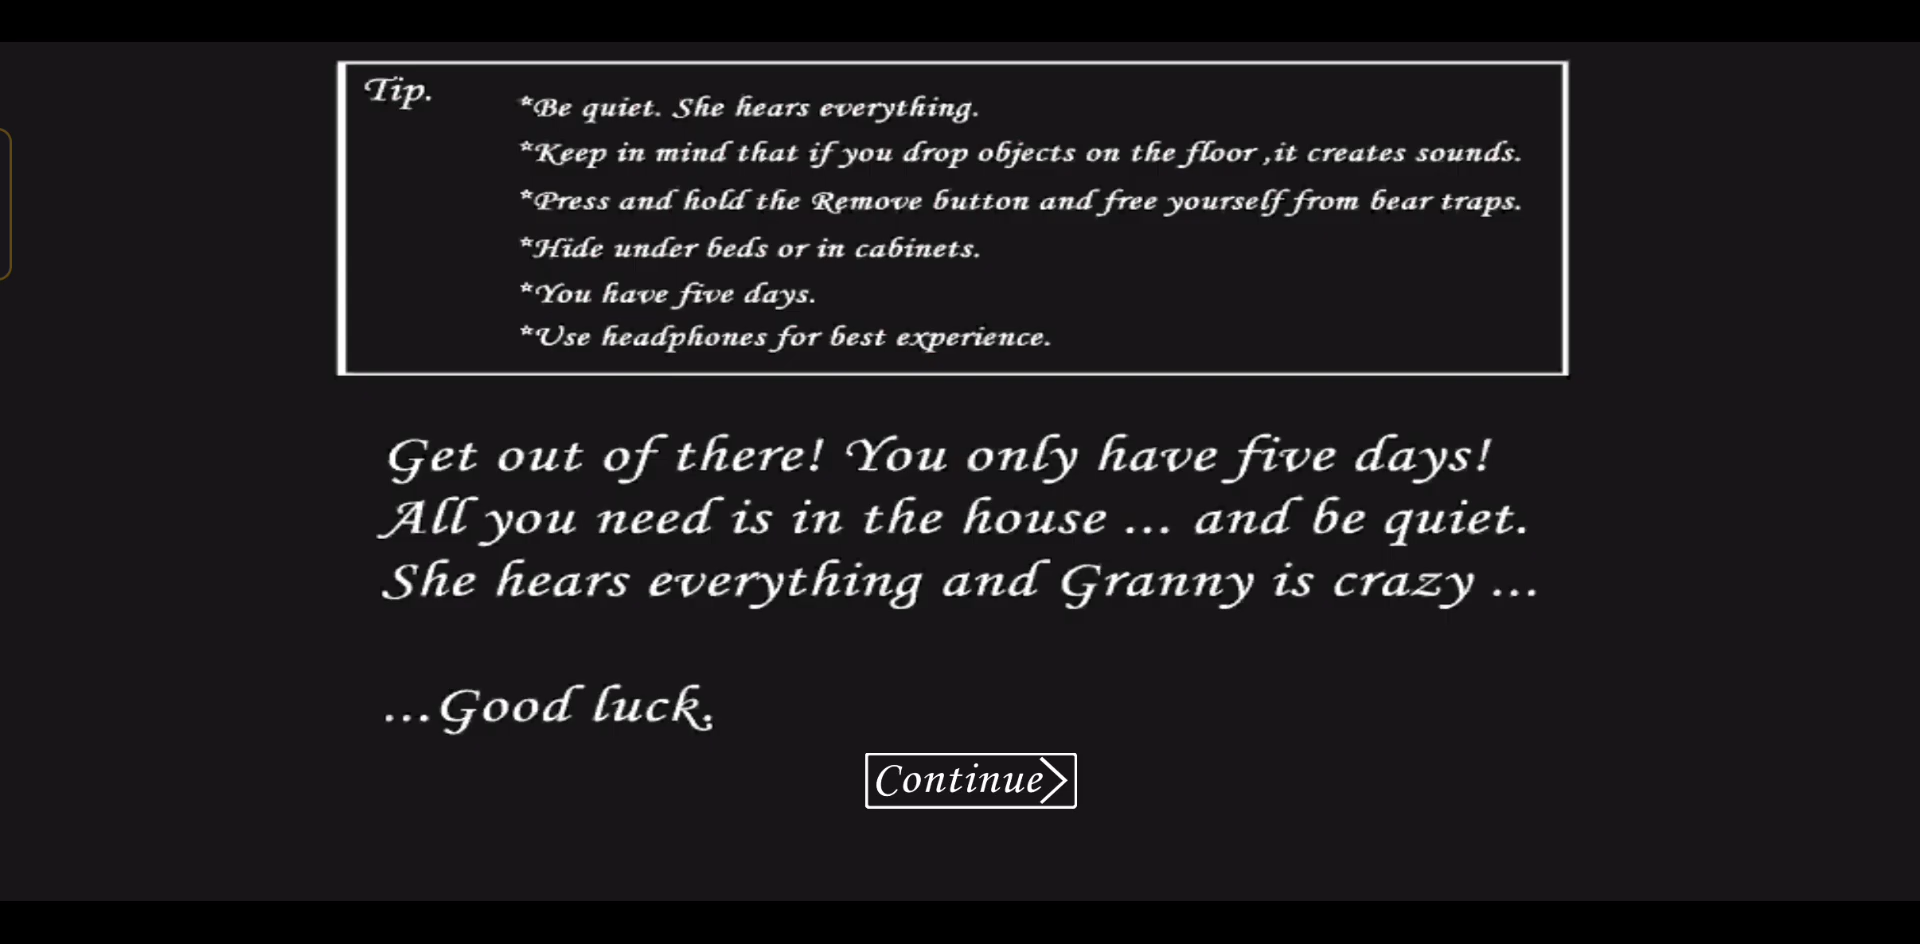 Tip.
*Be quiet. She hears everything.
*Keep in mind that if you drop objects on the floor ,it creates sounds.
*Press and hold the Remove button and free yourself from bear traps.
*Hide under beds or in cabinets.
*You have five days.
*Use headphones for best experience.
Get out of there! You only have five days!
All you need is in the house ... and be quiet.
She hears everything and Granny is crazy ...
...Good luck.
Continue>